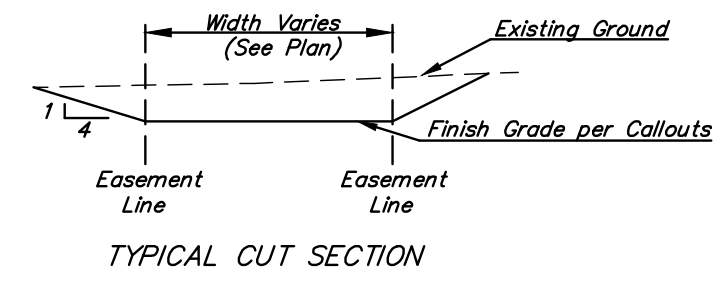 Width Varies
(See Plan)
Existing Ground
1
4
Finish Grade per Callouts
Easement
Line
Easement
Line
TYPICAL CUT SECTION